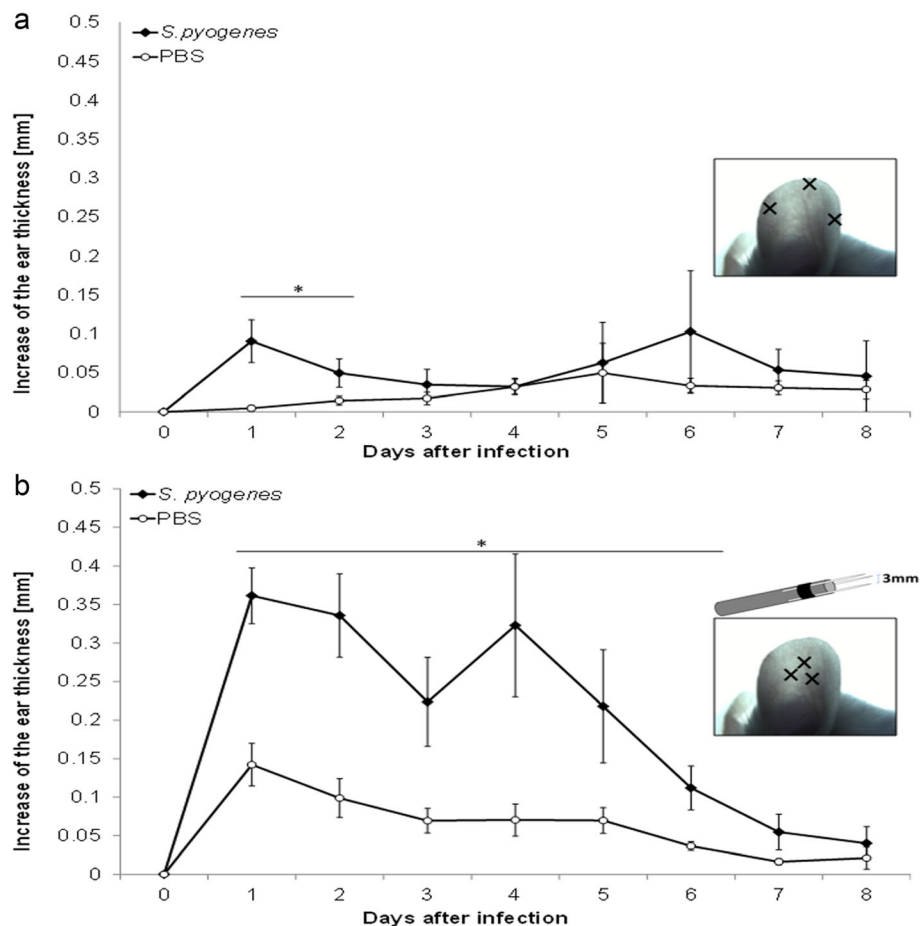 a
S.pyogenes
PBS
Increase of the ear thickness [mm]
0.5
0.45
0.4
0.35
0.3
0.25
0.2
0.15
0.1
0.05
0
*
0 1 2 3 4 5 6 7 8
Days after infection
b
S. pyogenes
PBS
Increase of the ear thickness [mm]
0.5
0.45
0.4
0.35
0.3
0.25
0.2
0.15
0.1
0.05
0
*
3mm
0 1 2 3 4 5 6 7 8
Days after infection